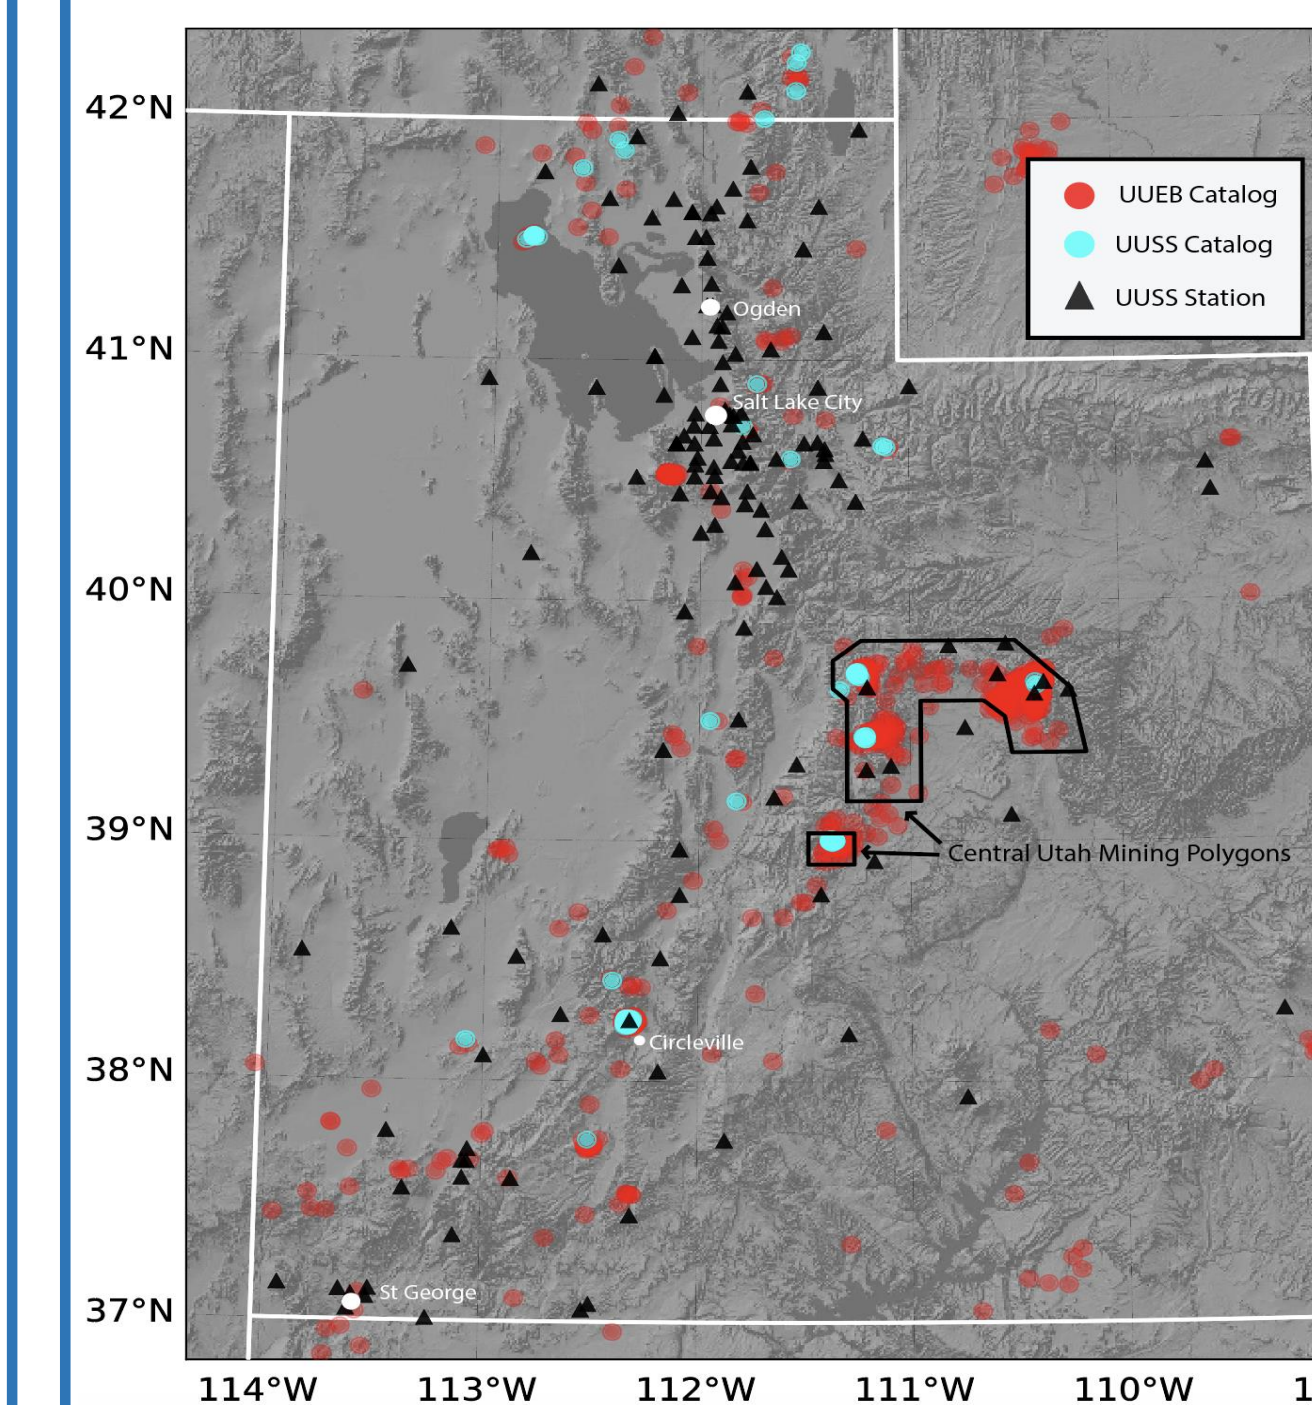 42°N
41°N
40°N
39°N
38°N
37°N
UUEB Catalog
UUSS Catalog
UUSS Station
Ogden
Salt Lake City
Central Utah Mining Polygons
Circleville
St George
114°W
113°W
112°W
111°W
110°W
1